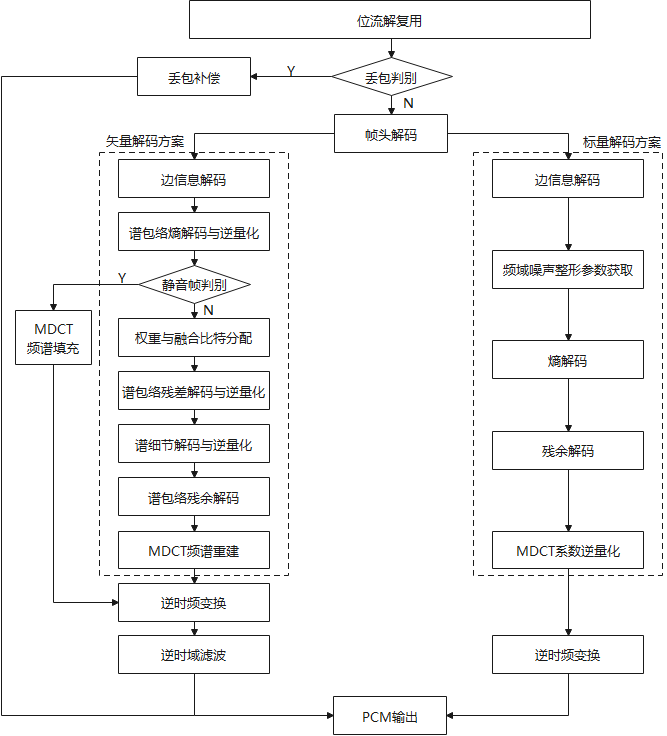 位流解复用
丢包补偿
Y
丢包判别
N
帧头解码
矢量解码方案
标量解码方案
边信息解码
边信息解码
谱包络熵解码与逆量化
频域噪声整形参数获取
Y
静音帧判别
N
MDCT
频谱填充
权重与融合比特分配
熵解码
谱包络残差解码与逆量化
谱细节解码与逆量化
残余解码
谱包络残余解码
MDCT频谱重建
MDCT系数逆量化
逆时频变换
逆时域滤波
逆时频变换
PCM输出